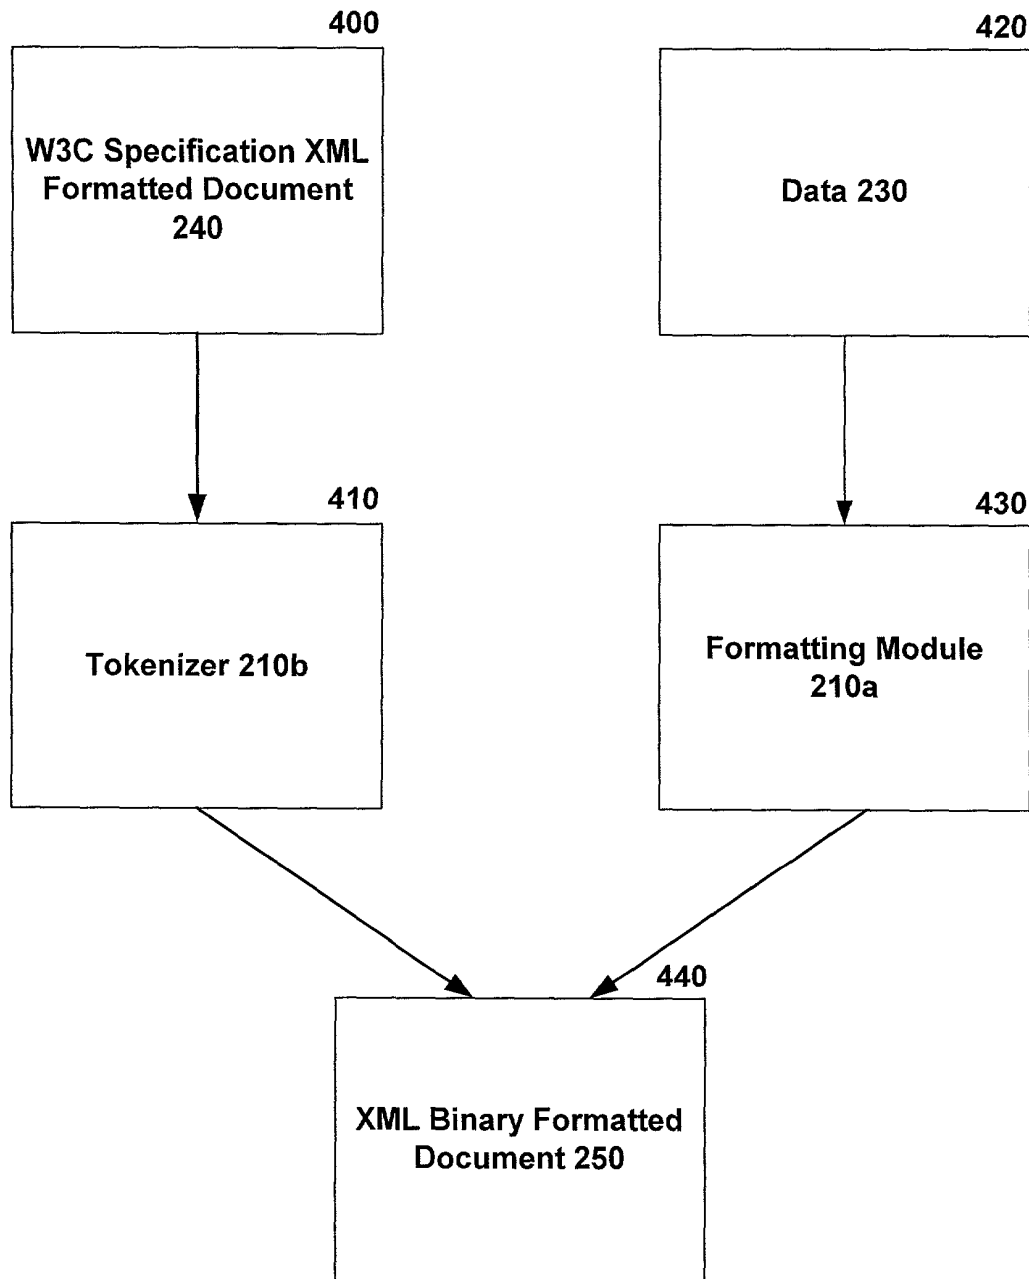 400
W3C Specification XML
Formatted Document
240
420
Data 230
410
Tokenizer 210b
430
Formatting Module
210a
440
XML Binary Formatted
Document 250